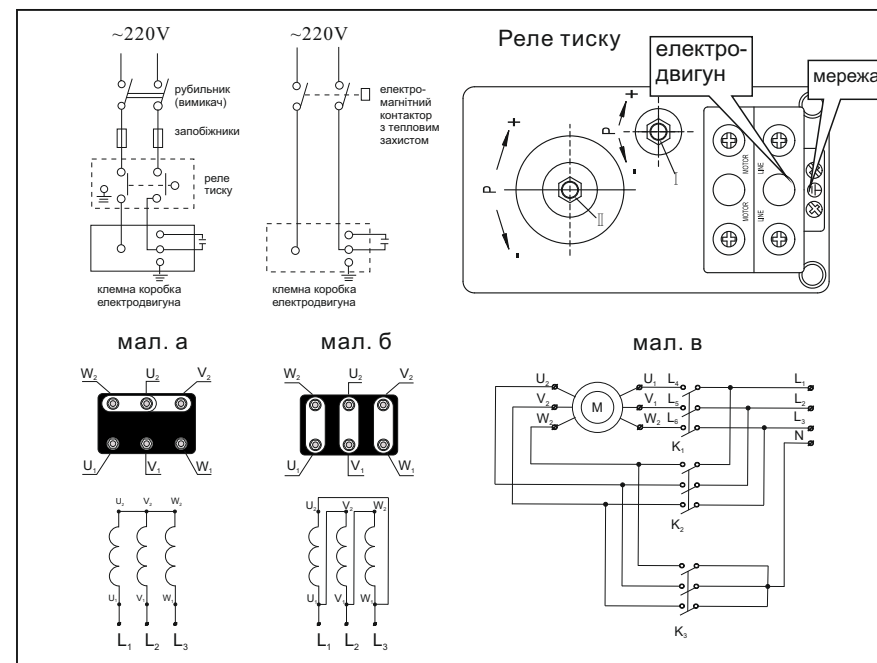 ~220V
рубильник
(вимикач)
запобіжники
реле
тиску
клемна коробка
електродвигуна
~220V
електро-
магнітний
контактор
з тепловим
захистом
клемна коробка
електродвигуна
Реле тиску
електро-
двигун
мережа
+
P
-
II
+
P
-
I
MOTOR
LINE
MOTOR
LINE
мал. а
W₂ U₂ V₂
U₁ V₁ W₁
U₂ V₂ W₂
U₁ V₁ W₁
L₁ L₂ L₃
мал. б
W₂ U₂ V₂
U₁ V₁ W₁
U₂ V₂ W₂
U₁ V₁ W₁
L₁ L₂ L₃
мал. в
U₂ U₁ L₄ L₁
V₂ M V₁ L₅ L₂
W₂ W₂ L₆ L₃
N
K₁
K₂
K₃